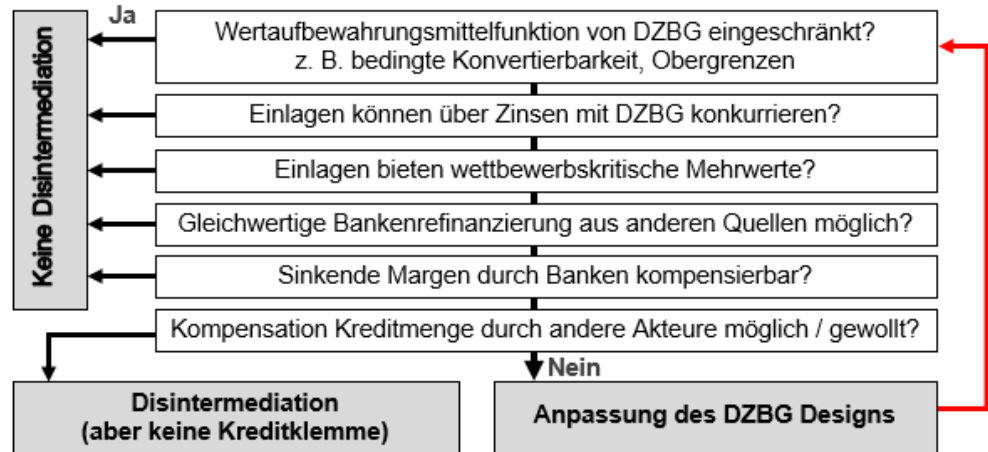 Ja
Keine Disintermediation
Wertaufbewahrungsmittelfunktion von DZBG eingeschränkt?
z. B. bedingte Konvertierbarkeit, Obergrenzen
Einlagen können über Zinsen mit DZBG konkurrieren?
Einlagen bieten wettbewerbskritische Mehrwerte?
Gleichwertige Bankenrefinanzierung aus anderen Quellen möglich?
Sinkende Margen durch Banken kompensierbar?
Kompensation Kreditmenge durch andere Akteure möglich / gewollt?
Nein
Disintermediation
(aber keine Kreditklemme)
Anpassung des DZBG Designs